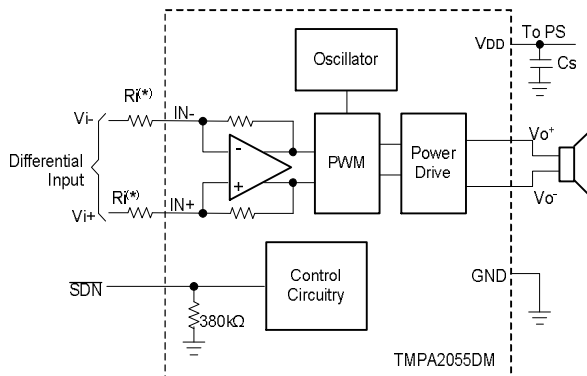 To PS
VDD
Cs
Oscillator
Ri(*)
IN-
Vi-
Differential
Input
-
+
PWM
Power
Drive
Vo+
Vo-
Ri(*)
IN+
Vi+
SDN
Control
Circuitry
GND
380kΩ
TMPA2055DM